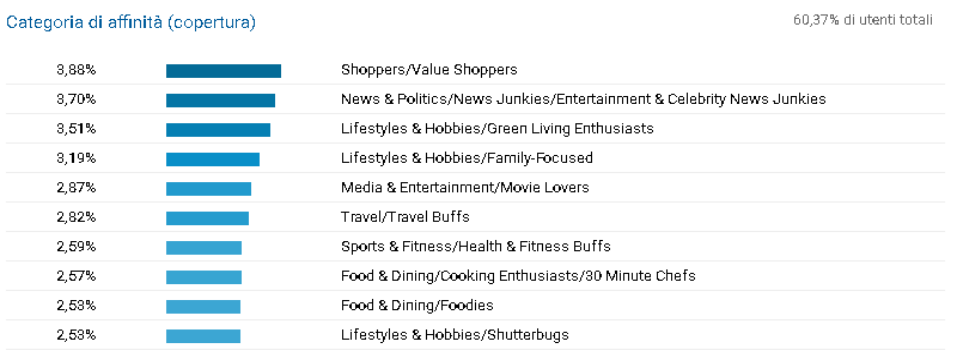 Categoria di affinità (copertura)
60,37% di utenti totali
3,88% Shoppers/Value Shoppers
3,70% News & Politics/News Junkies/Entertainment & Celebrity News Junkies
3,51% Lifestyles & Hobbies/Green Living Enthusiasts
3,19% Lifestyles & Hobbies/Family-Focused
2,87% Media & Entertainment/Movie Lovers
2,82% Travel/Travel Buffs
2,59% Sports & Fitness/Health & Fitness Buffs
2,57% Food & Dining/Cooking Enthusiasts/30 Minute Chefs
2,53% Food & Dining/Foodies
2,53% Lifestyles & Hobbies/Shutterbugs